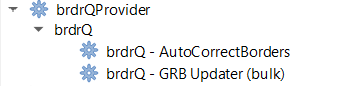 brdrQProvider
brdrQ
brdrQ - AutoCorrectBorders
brdrQ - GRB Updater (bulk)